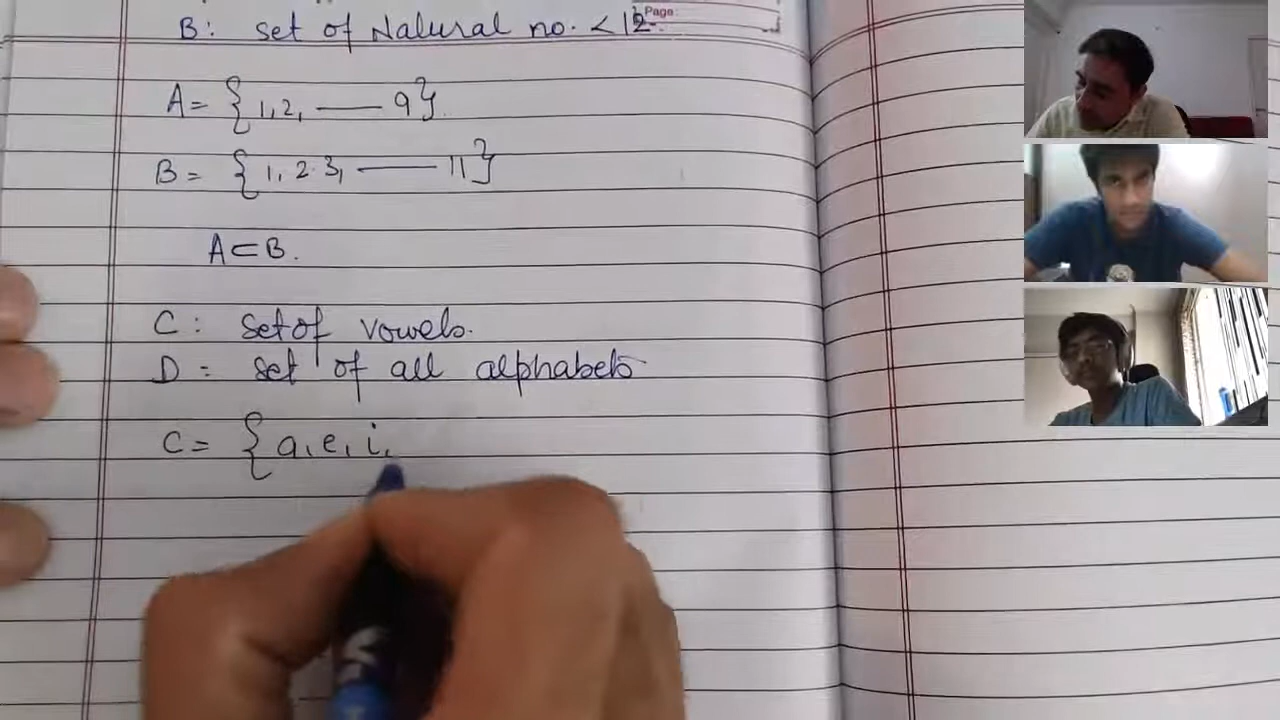 Page:
B: set of Natural no. < 12.
A = { 1, 2, —— 9}.
B = { 1, 2. 3, —— 11}
A ⊂ B.
C: set of vowels.
D = set of all alphabets
C = { a, e, i,